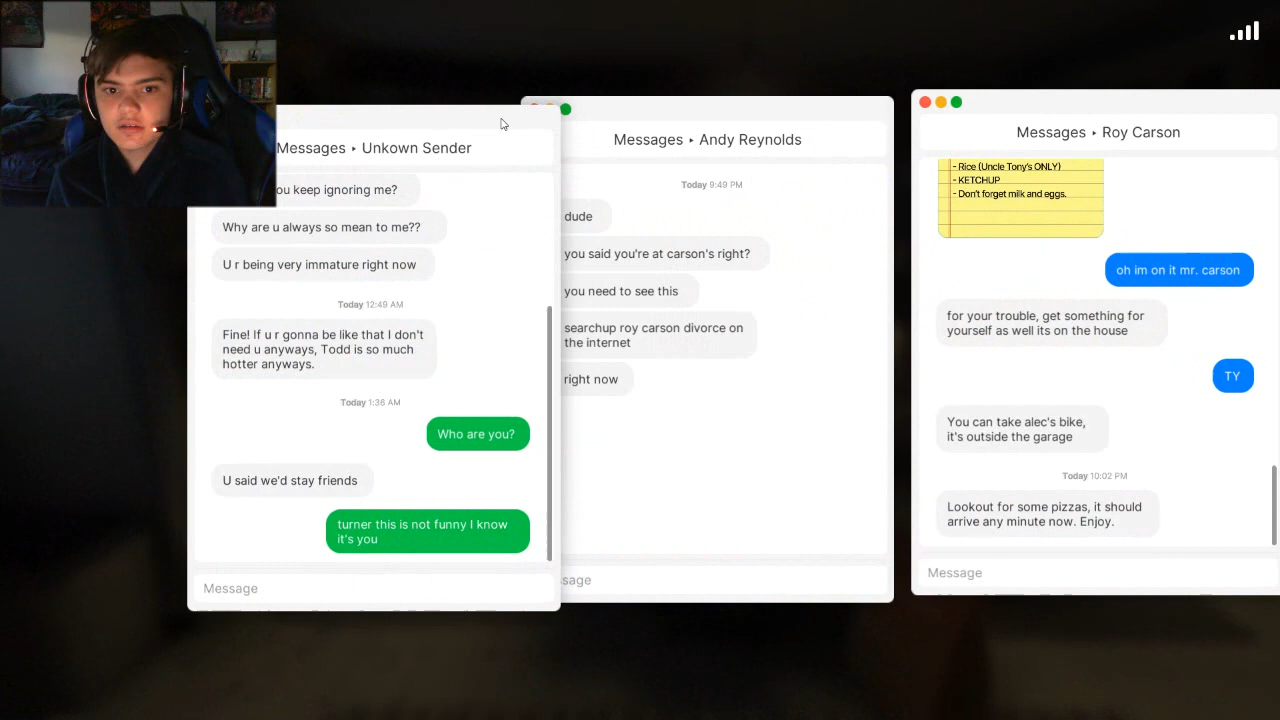 Messages ▸ Unkown Sender
ou keep ignoring me?
Why are u always so mean to me??
U r being very immature right now
Today 12:49 AM
Fine! If u r gonna be like that I don't
need u anyways, Todd is so much
hotter anyways.
Today 1:36 AM
Who are you?
U said we'd stay friends
turner this is not funny I know
it's you
Message
Messages ▸ Andy Reynolds
Today 9:49 PM
dude
you said you're at carson's right?
you need to see this
searchup roy carson divorce on
the internet
right now
ssage
Messages ▸ Roy Carson
- Rice (Uncle Tony's ONLY)
- KETCHUP
- Don't forget milk and eggs.
oh im on it mr. carson
for your trouble, get something for
yourself as well its on the house
TY
You can take alec's bike,
it's outside the garage
Today 10:02 PM
Lookout for some pizzas, it should
arrive any minute now. Enjoy.
Message